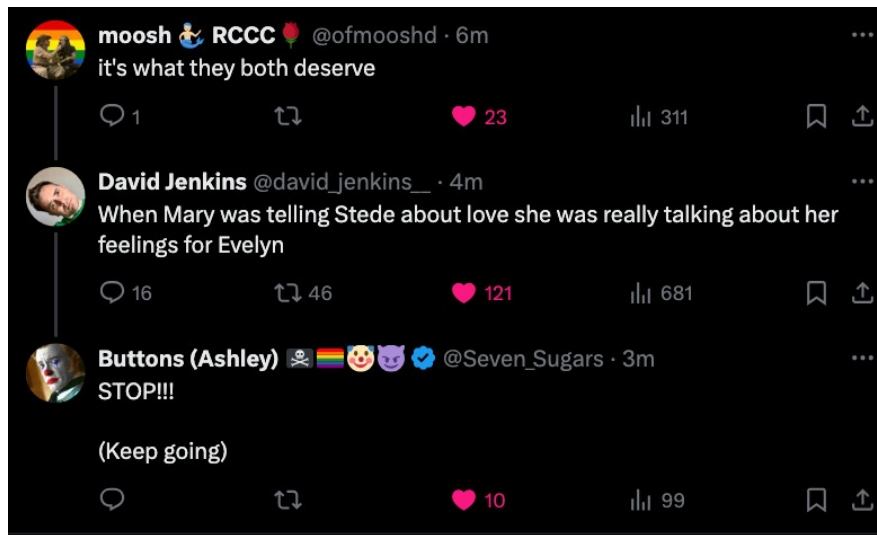 moosh 🧜🏻‍♂️ RCCC🌹 @ofmooshd · 6m
it's what they both deserve
1 23 311
David Jenkins @david_jenkins__ · 4m
When Mary was telling Stede about love she was really talking about her
feelings for Evelyn
16 46 121 681
Buttons (Ashley) 🏴‍☠️🏳️‍🌈🤡😈 @Seven_Sugars · 3m
STOP!!!
(Keep going)
10 99